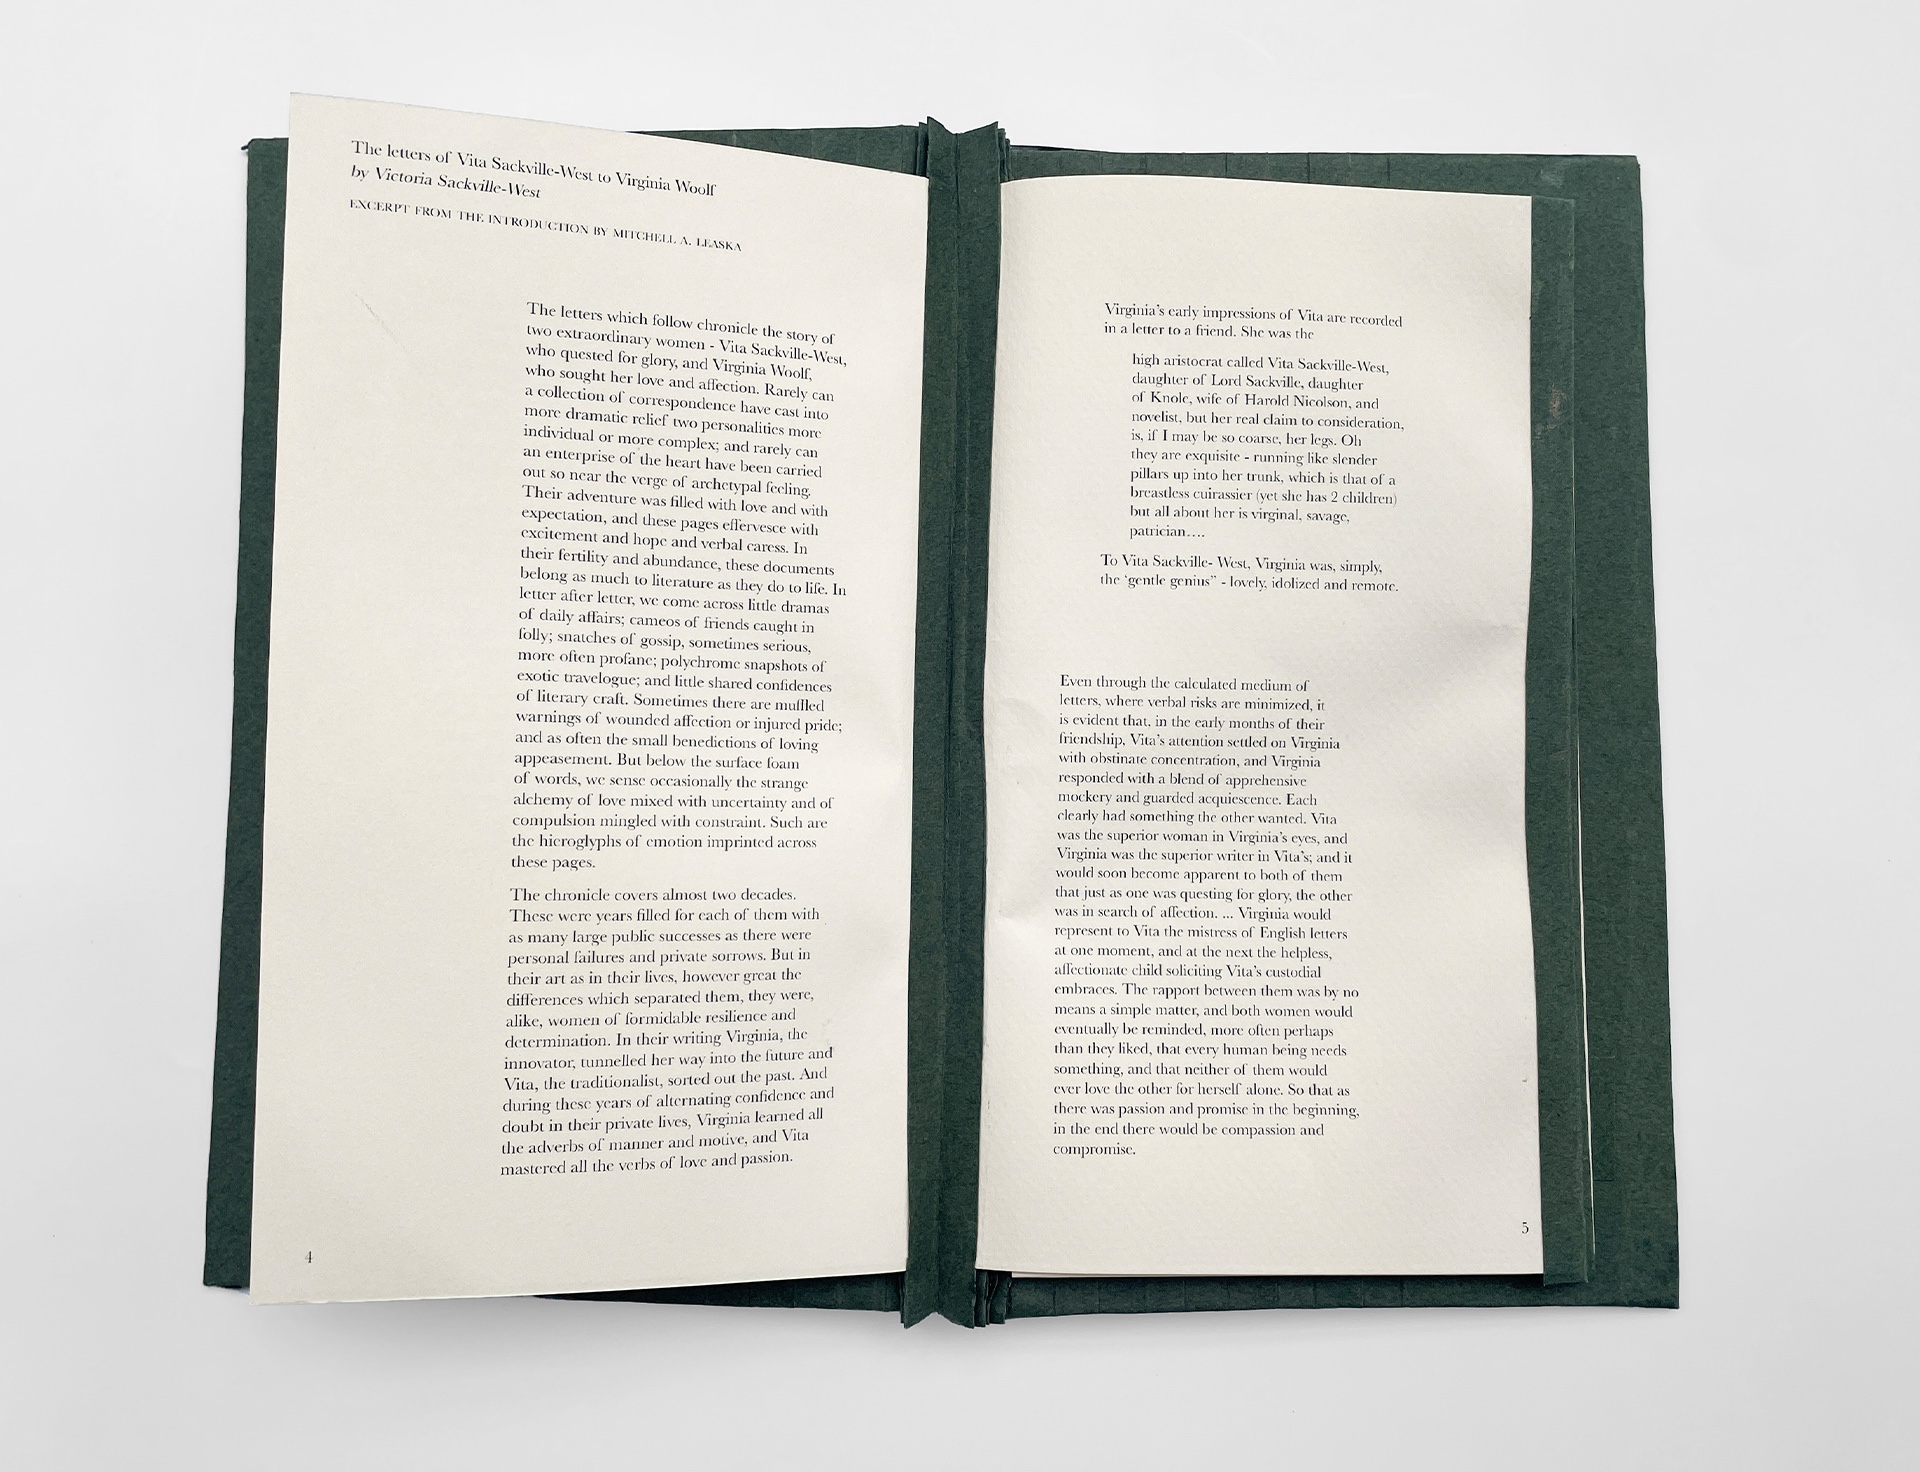 The letters of Vita Sackville-West to Virginia Woolf
by Victoria Sackville-West
EXCERPT FROM THE INTRODUCTION BY MITCHELL A. LEASKA
The letters which follow chronicle the story of
two extraordinary women - Vita Sackville-West,
who quested for glory, and Virginia Woolf,
who sought her love and affection. Rarely can
a collection of correspondence have cast into
more dramatic relief two personalities more
individual or more complex; and rarely can
an enterprise of the heart have been carried
out so near the verge of archetypal feeling.
Their adventure was filled with love and with
expectation, and these pages effervesce with
excitement and hope and verbal caress. In
their fertility and abundance, these documents
belong as much to literature as they do to life. In
letter after letter, we come across little dramas
of daily affairs; cameos of friends caught in
folly; snatches of gossip, sometimes serious,
more often profane; polychrome snapshots of
exotic travelogue; and little shared confidences
of literary craft. Sometimes there are muffled
warnings of wounded affection or injured pride;
and as often the small benedictions of loving
appeasement. But below the surface foam
of words, we sense occasionally the strange
alchemy of love mixed with uncertainty and of
compulsion mingled with constraint. Such are
the hieroglyphs of emotion imprinted across
these pages.
The chronicle covers almost two decades.
These were years filled for each of them with
as many large public successes as there were
personal failures and private sorrows. But in
their art as in their lives, however great the
differences which separated them, they were,
alike, women of formidable resilience and
determination. In their writing Virginia, the
innovator, tunnelled her way into the future and
Vita, the traditionalist, sorted out the past. And
during these years of alternating confidence and
doubt in their private lives, Virginia learned all
the adverbs of manner and motive, and Vita
mastered all the verbs of love and passion.
4
Virginia's early impressions of Vita are recorded
in a letter to a friend. She was the
high aristocrat called Vita Sackville-West,
daughter of Lord Sackville, daughter
of Knole, wife of Harold Nicolson, and
novelist, but her real claim to consideration,
is, if I may be so coarse, her legs. Oh
they are exquisite - running like slender
pillars up into her trunk, which is that of a
breastless cuirassier (yet she has 2 children)
but all about her is virginal, savage,
patrician....
To Vita Sackville- West, Virginia was, simply,
the 'gentle genius" - lovely, idolized and remote.
Even through the calculated medium of
letters, where verbal risks are minimized, it
is evident that, in the early months of their
friendship, Vita's attention settled on Virginia
with obstinate concentration, and Virginia
responded with a blend of apprehensive
mockery and guarded acquiescence. Each
clearly had something the other wanted. Vita
was the superior woman in Virginia's eyes, and
Virginia was the superior writer in Vita's; and it
would soon become apparent to both of them
that just as one was questing for glory, the other
was in search of affection. ... Virginia would
represent to Vita the mistress of English letters
at one moment, and at the next the helpless,
affectionate child soliciting Vita's custodial
embraces. The rapport between them was by no
means a simple matter, and both women would
eventually be reminded, more often perhaps
than they liked, that every human being needs
something, and that neither of them would
ever love the other for herself alone. So that as
there was passion and promise in the beginning,
in the end there would be compassion and
compromise.
5